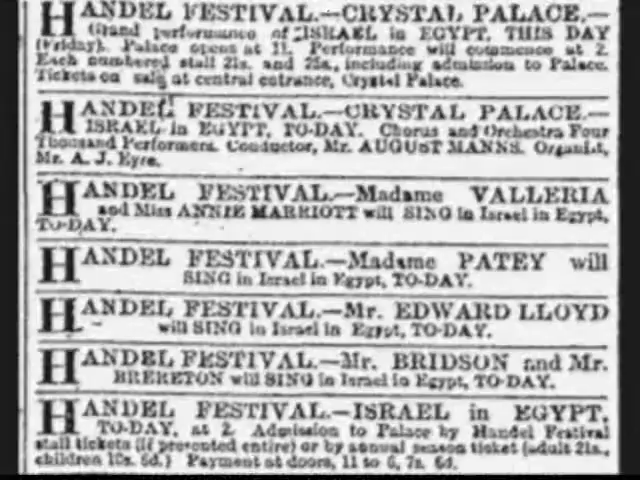 HANDEL FESTIVAL.—CRYSTAL PALACE.—
Grand performance of ISRAEL in EGYPT, THIS DAY
(Friday). Palace opens at 11. Performance will commence at 2.
Each numbered stall 21s. and 25s., including admission to Palace.
Tickets on sale at central entrance, Crystal Palace.
HANDEL FESTIVAL.—CRYSTAL PALACE.—
ISRAEL in EGYPT, TO-DAY. Chorus and Orchestra Four
Thousand Performers. Conductor, Mr. AUGUST MANNS. Organist,
Mr. A. J. Eyre.
HANDEL FESTIVAL.—Madame VALLERIA
and Miss ANNIE MARRIOTT will SING in Israel in Egypt,
TO-DAY.
HANDEL FESTIVAL.—Madame PATEY will
SING in Israel in Egypt, TO-DAY.
HANDEL FESTIVAL.—Mr. EDWARD LLOYD
will SING in Israel in Egypt, TO-DAY.
HANDEL FESTIVAL.—Mr. BRIDSON and Mr.
BRERETON will SING in Israel in Egypt, TO-DAY.
HANDEL FESTIVAL.—ISRAEL in EGYPT,
TO-DAY, at 2. Admission to Palace by Handel Festival
stall tickets (if presented entire) or by annual season ticket (adult 21s.,
children 10s. 6d.) Payment at doors, 11 to 6, 7s. 6d.